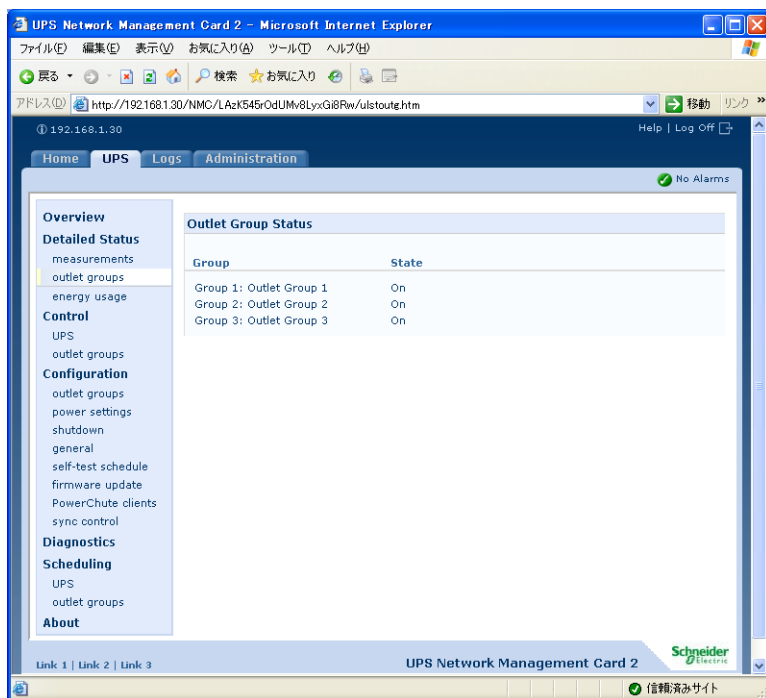 UPS Network Management Card 2 - Microsoft Internet Explorer
ファイル(F) 編集(E) 表示(V) お気に入り(A) ツール(T) ヘルプ(H)
戻る 検索 お気に入り
アドレス(D) http://192.168.1.30/NMC/LAzK545rOdUMv8LyxGi8Rw/ulstoutg.htm 移動 リンク »
192.168.1.30 Help | Log Off
Home UPS Logs Administration
No Alarms
Overview
Detailed Status
measurements
outlet groups
energy usage
Control
UPS
outlet groups
Configuration
outlet groups
power settings
shutdown
general
self-test schedule
firmware update
PowerChute clients
sync control
Diagnostics
Scheduling
UPS
outlet groups
About
Outlet Group Status
Group State
Group 1: Outlet Group 1 On
Group 2: Outlet Group 2 On
Group 3: Outlet Group 3 On
Link 1 | Link 2 | Link 3 UPS Network Management Card 2
Schneider
Electric
信頼済みサイト